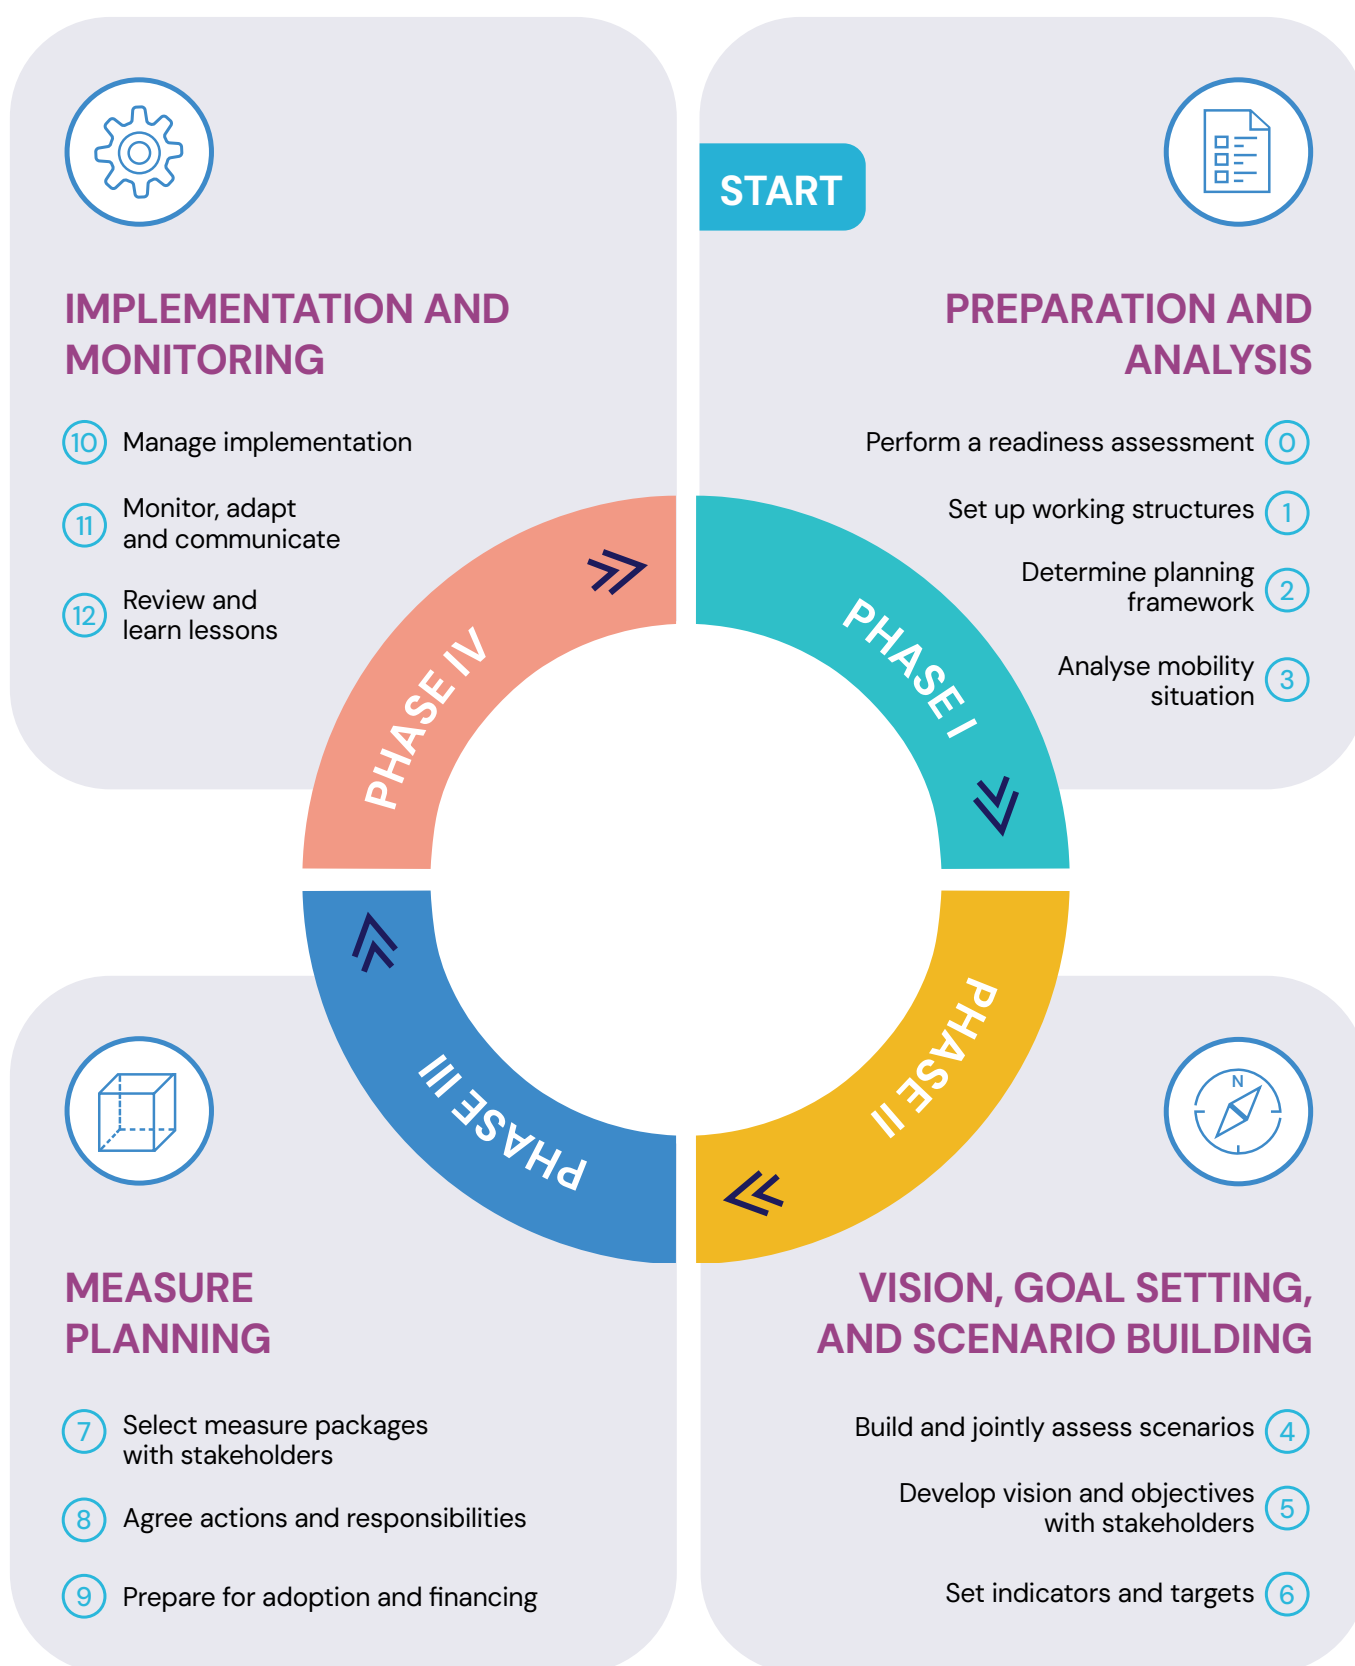 START
PREPARATION AND
ANALYSIS
Perform a readiness assessment 0
Set up working structures 1
Determine planning
framework 2
Analyse mobility
situation 3
PHASE I
PHASE II
N
VISION, GOAL SETTING,
AND SCENARIO BUILDING
Build and jointly assess scenarios 4
Develop vision and objectives
with stakeholders 5
Set indicators and targets 6
PHASE III
MEASURE
PLANNING
7 Select measure packages
with stakeholders
8 Agree actions and responsibilities
9 Prepare for adoption and financing
PHASE IV
IMPLEMENTATION AND
MONITORING
10 Manage implementation
11 Monitor, adapt
and communicate
12 Review and
learn lessons